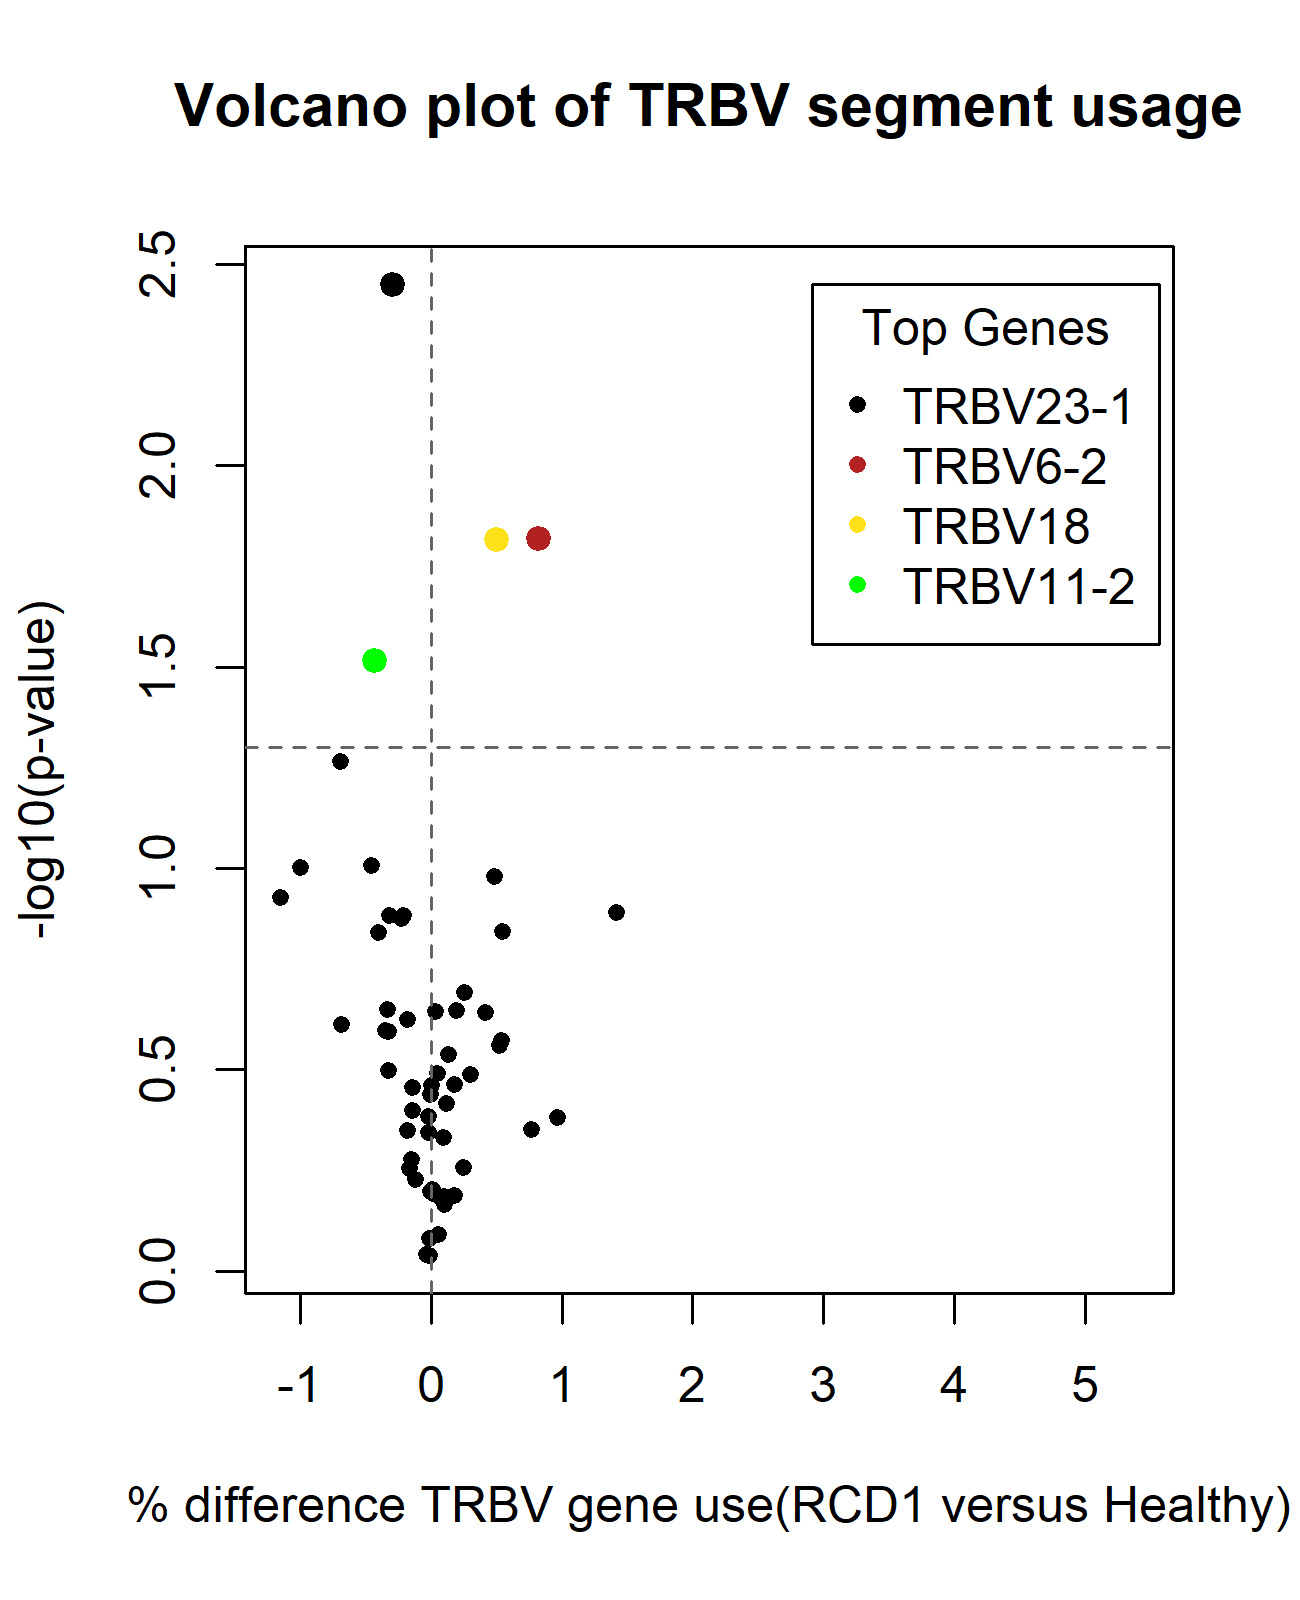 Volcano plot of TRBV segment usage
2.5
2.0
1.5
1.0
0.5
0.0
-log10(p-value)
Top Genes
TRBV23-1
TRBV6-2
TRBV18
TRBV11-2
-1 0 1 2 3 4 5
% difference TRBV gene use(RCD1 versus Healthy)